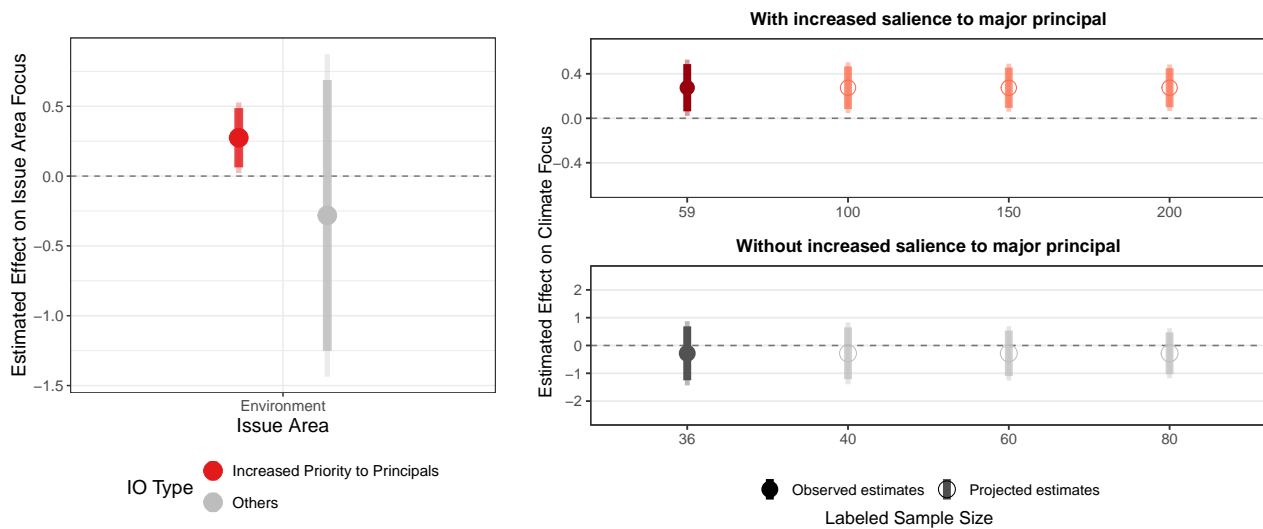 Estimated Effect on Issue Area Focus
0.5
0.0
−0.5
−1.0
−1.5
Environment
Issue Area
IO Type
Increased Priority to Principals
Others
Estimated Effect on Climate Focus
With increased salience to major principal
0.4
0.0
−0.4
59 100 150 200
Without increased salience to major principal
2
1
0
−1
−2
36 40 60 80
Observed estimates Projected estimates
Labeled Sample Size